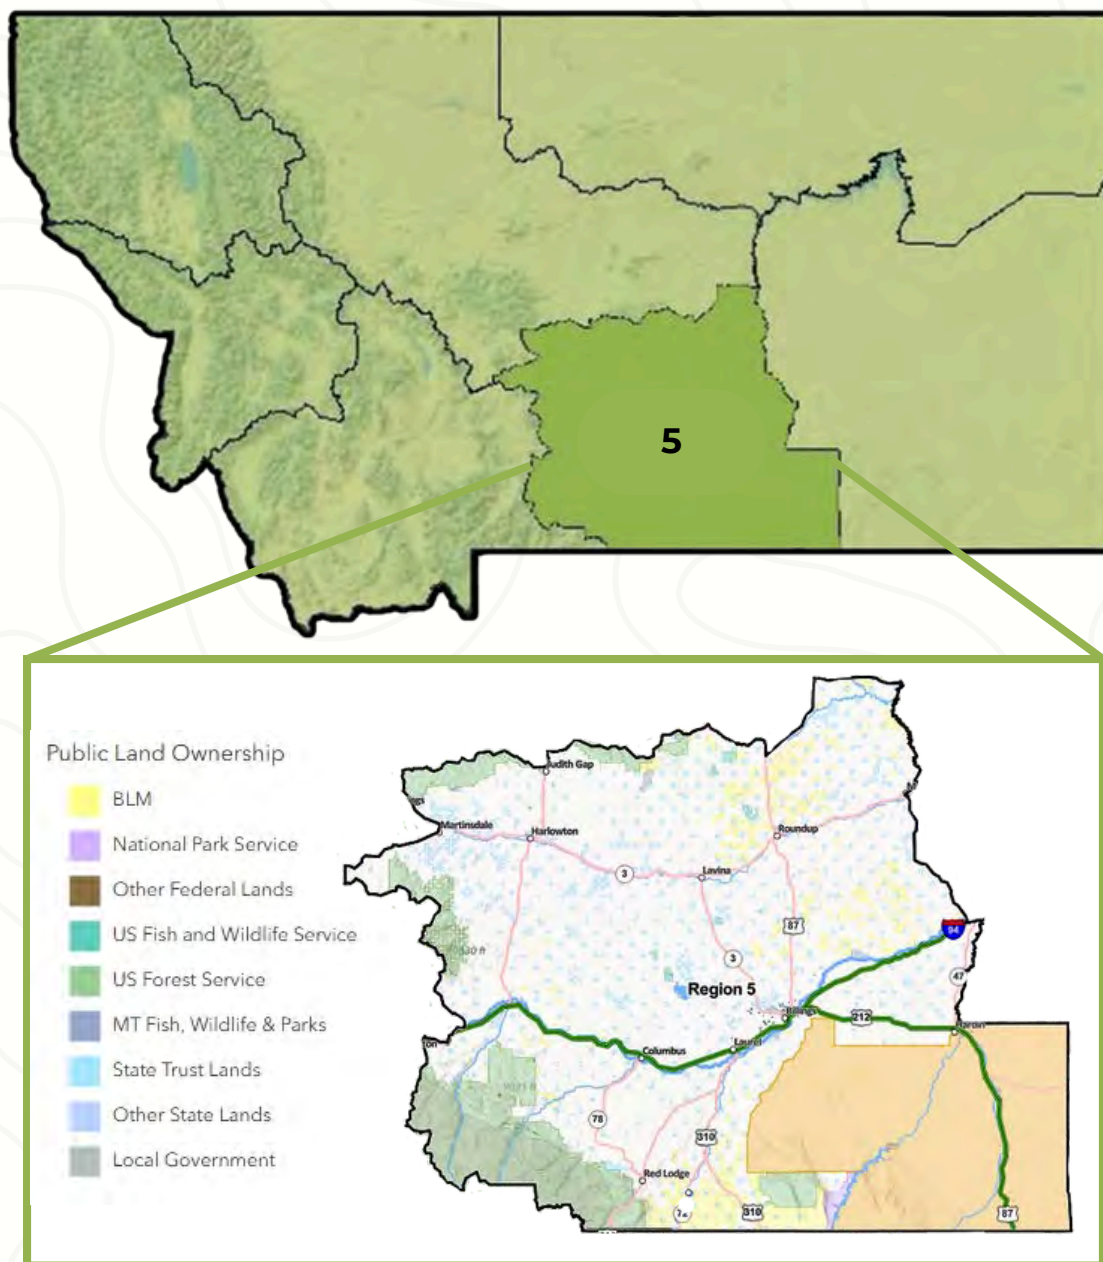 5
Public Land Ownership
BLM
National Park Service
Other Federal Lands
US Fish and Wildlife Service
US Forest Service
MT Fish, Wildlife & Parks
State Trust Lands
Other State Lands
Local Government
Judith Gap
Martinsdale
Harlowton
Roundup
3
Lavina
87
94
3
47
Region 5
Billings
212
Hardin
Laurel
Columbus
78
310
Red Lodge
310
87